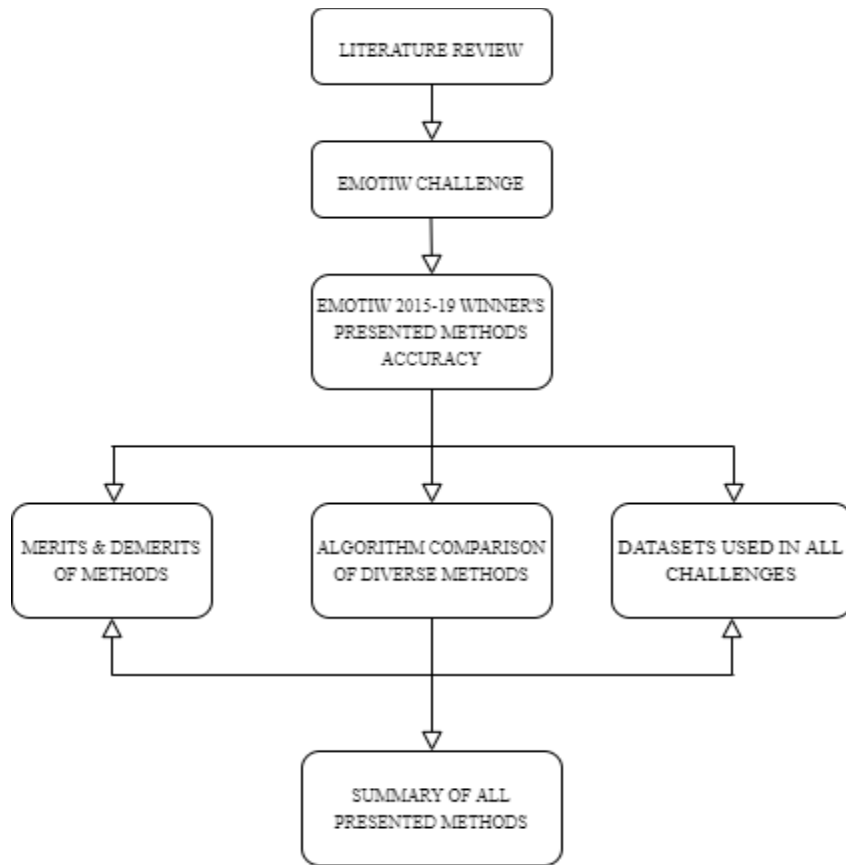 LITERATURE REVIEW
EMOTIW CHALLENGE
EMOTIW 2015-19 WINNER'S
PRESENTED METHODS
ACCURACY
MERITS & DEMERITS
OF METHODS
ALGORITHM COMPARISON
OF DIVERSE METHODS
DATASETS USED IN ALL
CHALLENGES
SUMMARY OF ALL
PRESENTED METHODS